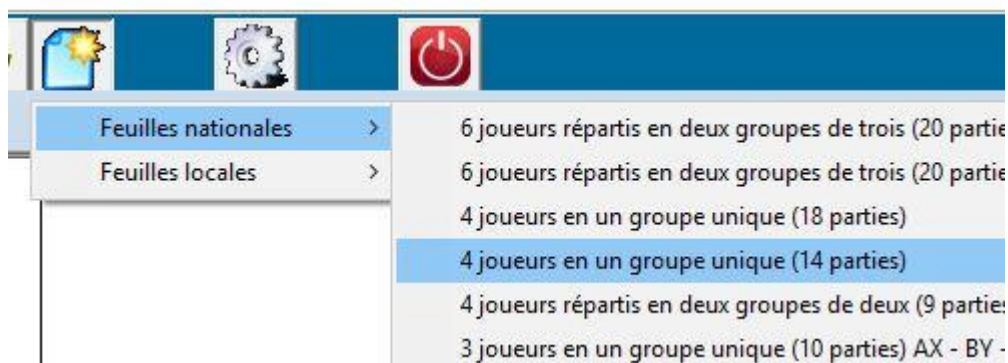 Feuilles nationales
Feuilles locales
6 joueurs répartis en deux groupes de trois (20 partie
6 joueurs répartis en deux groupes de trois (20 partie
4 joueurs en un groupe unique (18 parties)
4 joueurs en un groupe unique (14 parties)
4 joueurs répartis en deux groupes de deux (9 parties
3 joueurs en un groupe unique (10 parties) AX - BY -